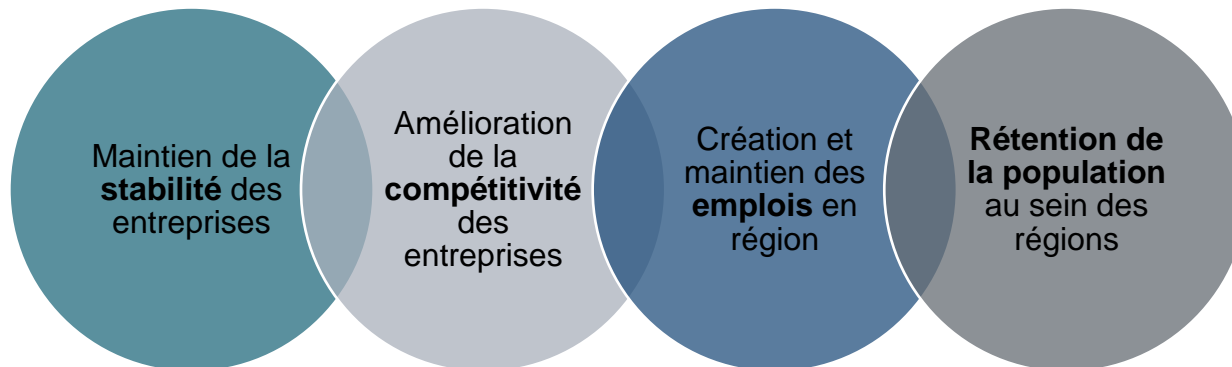 Maintien de la
stabilité des
entreprises
Amélioration
de la
compétitivité
des
entreprises
Création et
maintien des
emplois en
région
Rétention de
la population
au sein des
régions